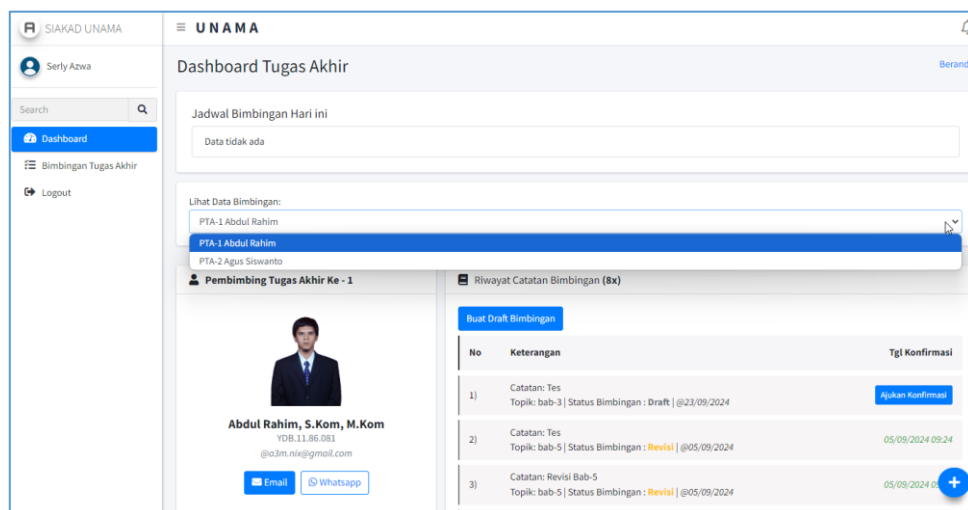 SIAKAD UNAMA
UNAMA
Serly Azwa
Search
Dashboard
Bimbingan Tugas Akhir
Logout
Dashboard Tugas Akhir
Berand
Jadwal Bimbingan Hari ini
Data tidak ada
Lihat Data Bimbingan:
PTA-1 Abdul Rahim
PTA-1 Abdul Rahim
PTA-2 Agus Siswanto
Pembimbing Tugas Akhir Ke - 1
Abdul Rahim, S.Kom, M.Kom
YDB.11.86.081
@a3m.nix@gmail.com
Email
Whatsapp
Riwayat Catatan Bimbingan (8x)
Buat Draft Bimbingan
No Keterangan Tgl Konfirmasi
1) Catatan: Tes
Topik: bab-3 | Status Bimbingan : Draft | @23/09/2024
Ajukan Konfirmasi
2) Catatan: Tes
Topik: bab-5 | Status Bimbingan : Revisi | @05/09/2024
05/09/2024 09:24
3) Catatan: Revisi Bab-5
Topik: bab-5 | Status Bimbingan : Revisi | @05/09/2024
05/09/2024